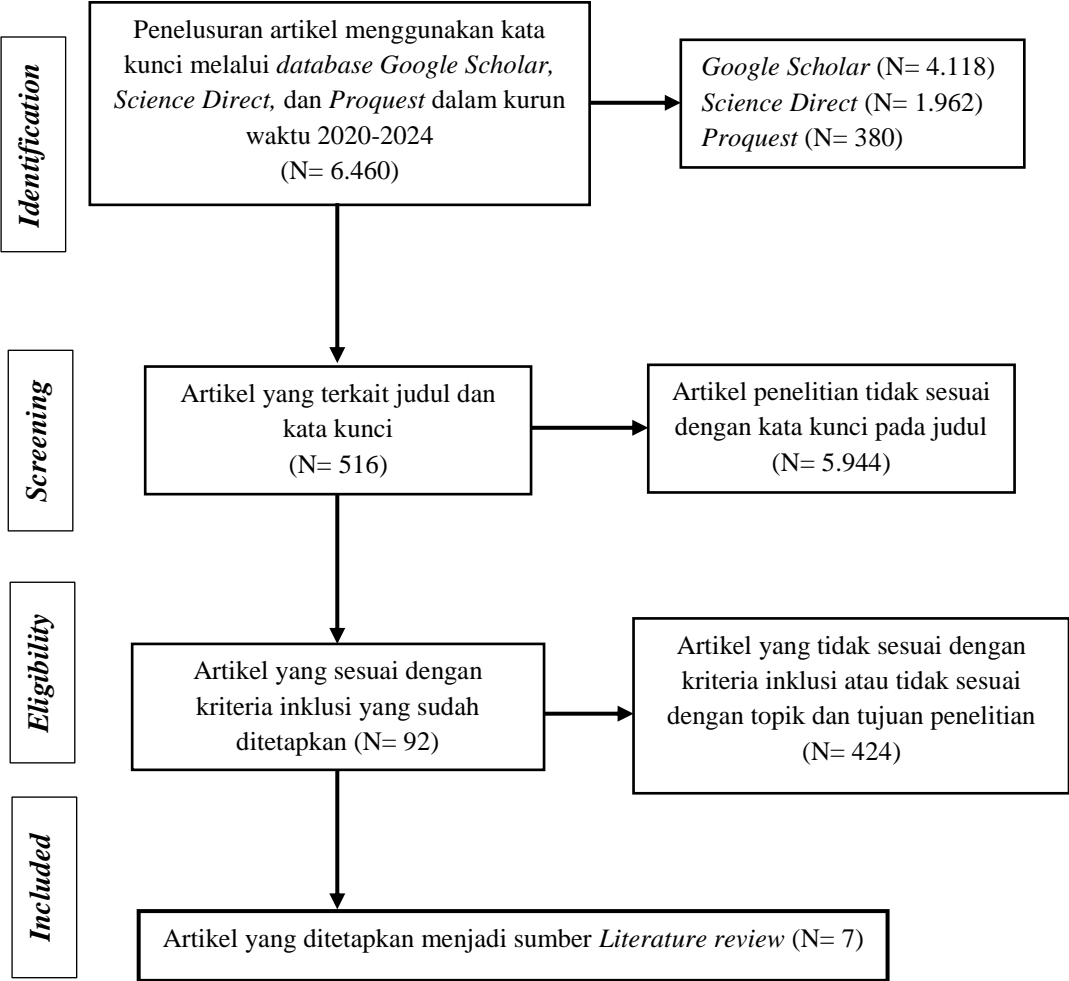 Identification
Penelusuran artikel menggunakan kata
kunci melalui database Google Scholar,
Science Direct, dan Proquest dalam kurun
waktu 2020-2024
(N= 6.460)
Google Scholar (N= 4.118)
Science Direct (N= 1.962)
Proquest (N= 380)
Screening
Artikel yang terkait judul dan
kata kunci
(N= 516)
Artikel penelitian tidak sesuai
dengan kata kunci pada judul
(N= 5.944)
Eligibility
Artikel yang sesuai dengan
kriteria inklusi yang sudah
ditetapkan (N= 92)
Artikel yang tidak sesuai dengan
kriteria inklusi atau tidak sesuai
dengan topik dan tujuan penelitian
(N= 424)
Included
Artikel yang ditetapkan menjadi sumber Literature review (N= 7)